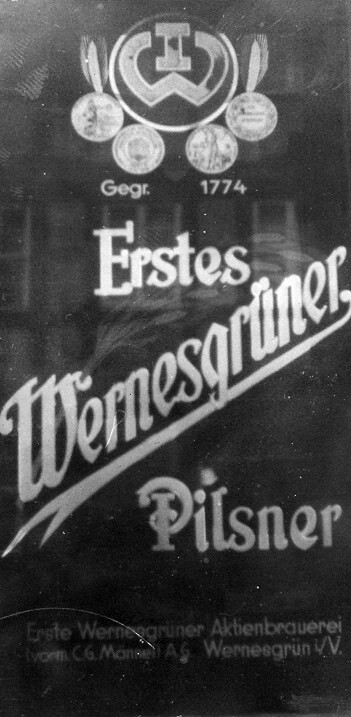 Gegr. 1774
Erstes
Wernesgrüner
Pilsner
Erste Wernesgrüner Aktienbrauerei
(vorm. C.G. Männel) A.G. Wernesgrün i/V.